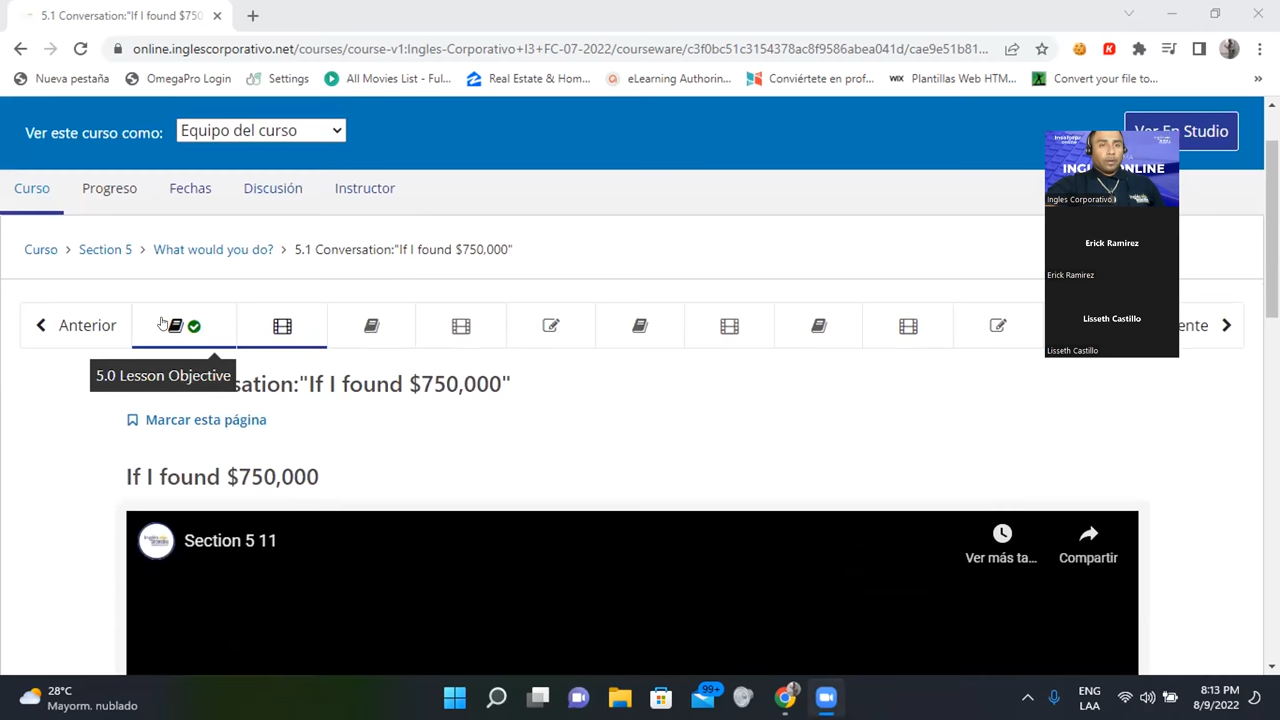 5.1 Conversation:"If I found $750
online.inglescorporativo.net/courses/course-v1:Ingles-Corporativo+I3+FC-07-2022/courseware/c3f0bc51c3154378ac8f9586abea041d/cae9e51b81...
Nueva pestaña
OmegaPro Login
Settings
All Movies List - Ful...
Real Estate & Hom...
eLearning Authorin...
Conviértete en prof...
WIX Plantillas Web HTM...
Convert your file to...
»
Ver este curso como:
Equipo del curso
Ver En Studio
INGL
ONLINE
Ingles Corporativo
Curso
Progreso
Fechas
Discusión
Instructor
Erick Ramirez
Erick Ramirez
Curso > Section 5 > What would you do? > 5.1 Conversation:"If I found $750,000"
Lisseth Castillo
Lisseth Castillo
Anterior
ente
5.0 Lesson Objective
sation:"If I found $750,000"
Marcar esta página
If I found $750,000
Section 5 11
Ver más ta...
Compartir
28°C
Mayorm. nublado
99+
ENG
LAA
8:13 PM
8/9/2022